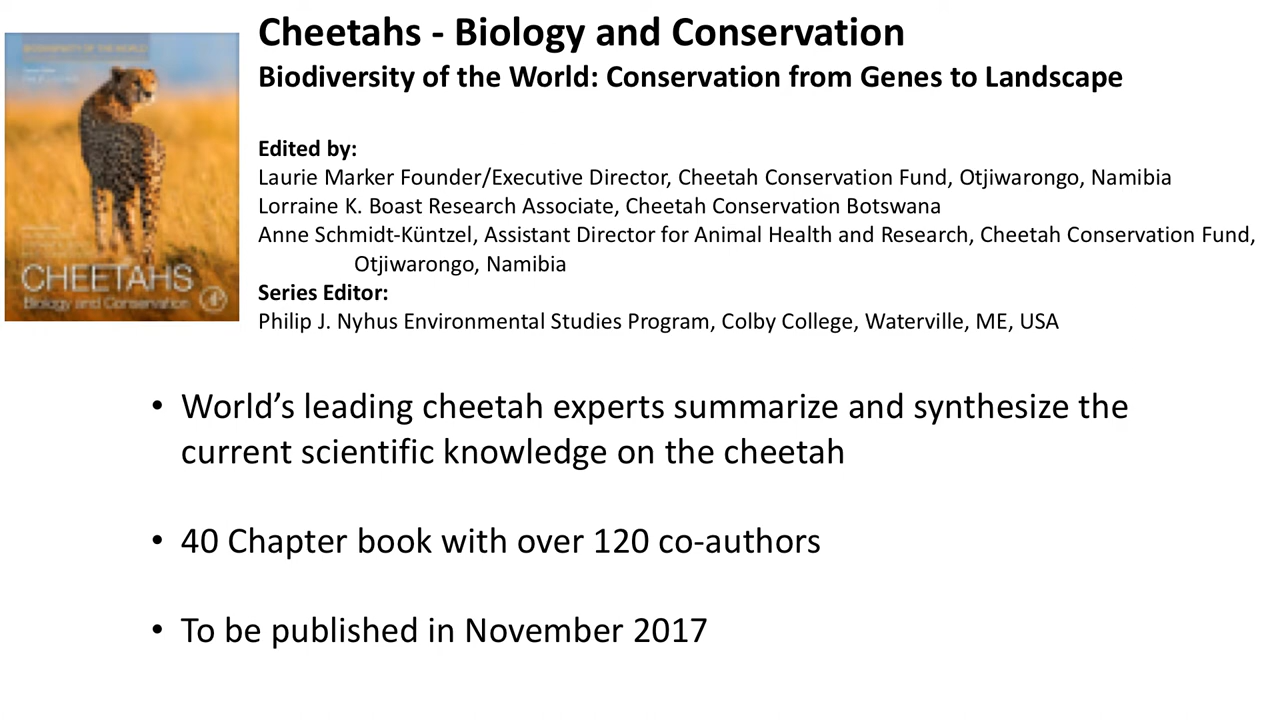 Cheetahs - Biology and Conservation
Biodiversity of the World: Conservation from Genes to Landscape
Edited by:
Laurie Marker Founder/Executive Director, Cheetah Conservation Fund, Otjiwarongo, Namibia
Lorraine K. Boast Research Associate, Cheetah Conservation Botswana
Anne Schmidt-Küntzel, Assistant Director for Animal Health and Research, Cheetah Conservation Fund,
Otjiwarongo, Namibia
Series Editor:
Philip J. Nyhus Environmental Studies Program, Colby College, Waterville, ME, USA
BIODIVERSITY OF THE WORLD
CHEETAHS
Biology and Conservation
• World’s leading cheetah experts summarize and synthesize the
current scientific knowledge on the cheetah
• 40 Chapter book with over 120 co-authors
• To be published in November 2017